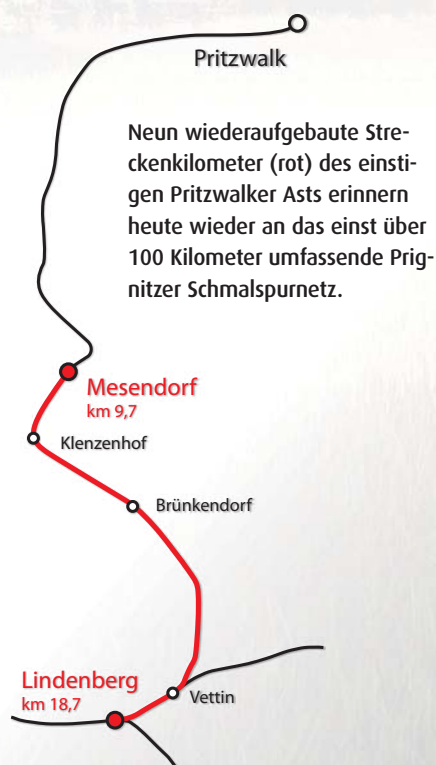 Pritzwalk
Neun wiederaufgebaute Stre-
ckenkilometer (rot) des einsti-
gen Pritzwalker Asts erinnern
heute wieder an das einst über
100 Kilometer umfassende Prig-
nitzer Schmalspurnetz.
Mesendorf
km 9,7
Klenzenhof
Brünkendorf
Lindenberg
km 18,7
Vettin